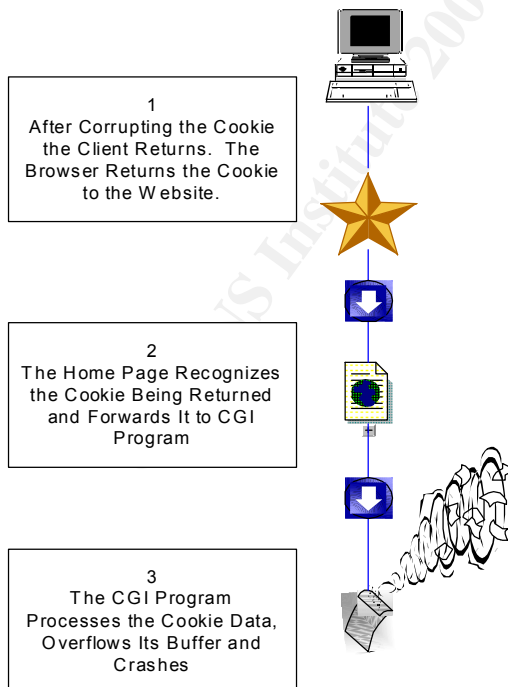 1
After Corrupting the Cookie
the Client Returns. The
Browser Returns the Cookie
to the Website.
2
The Home Page Recognizes
the Cookie Being Returned
and Forwards It to CGI
Program
3
The CGI Program
Processes the Cookie Data,
Overflows Its Buffer and
Crashes